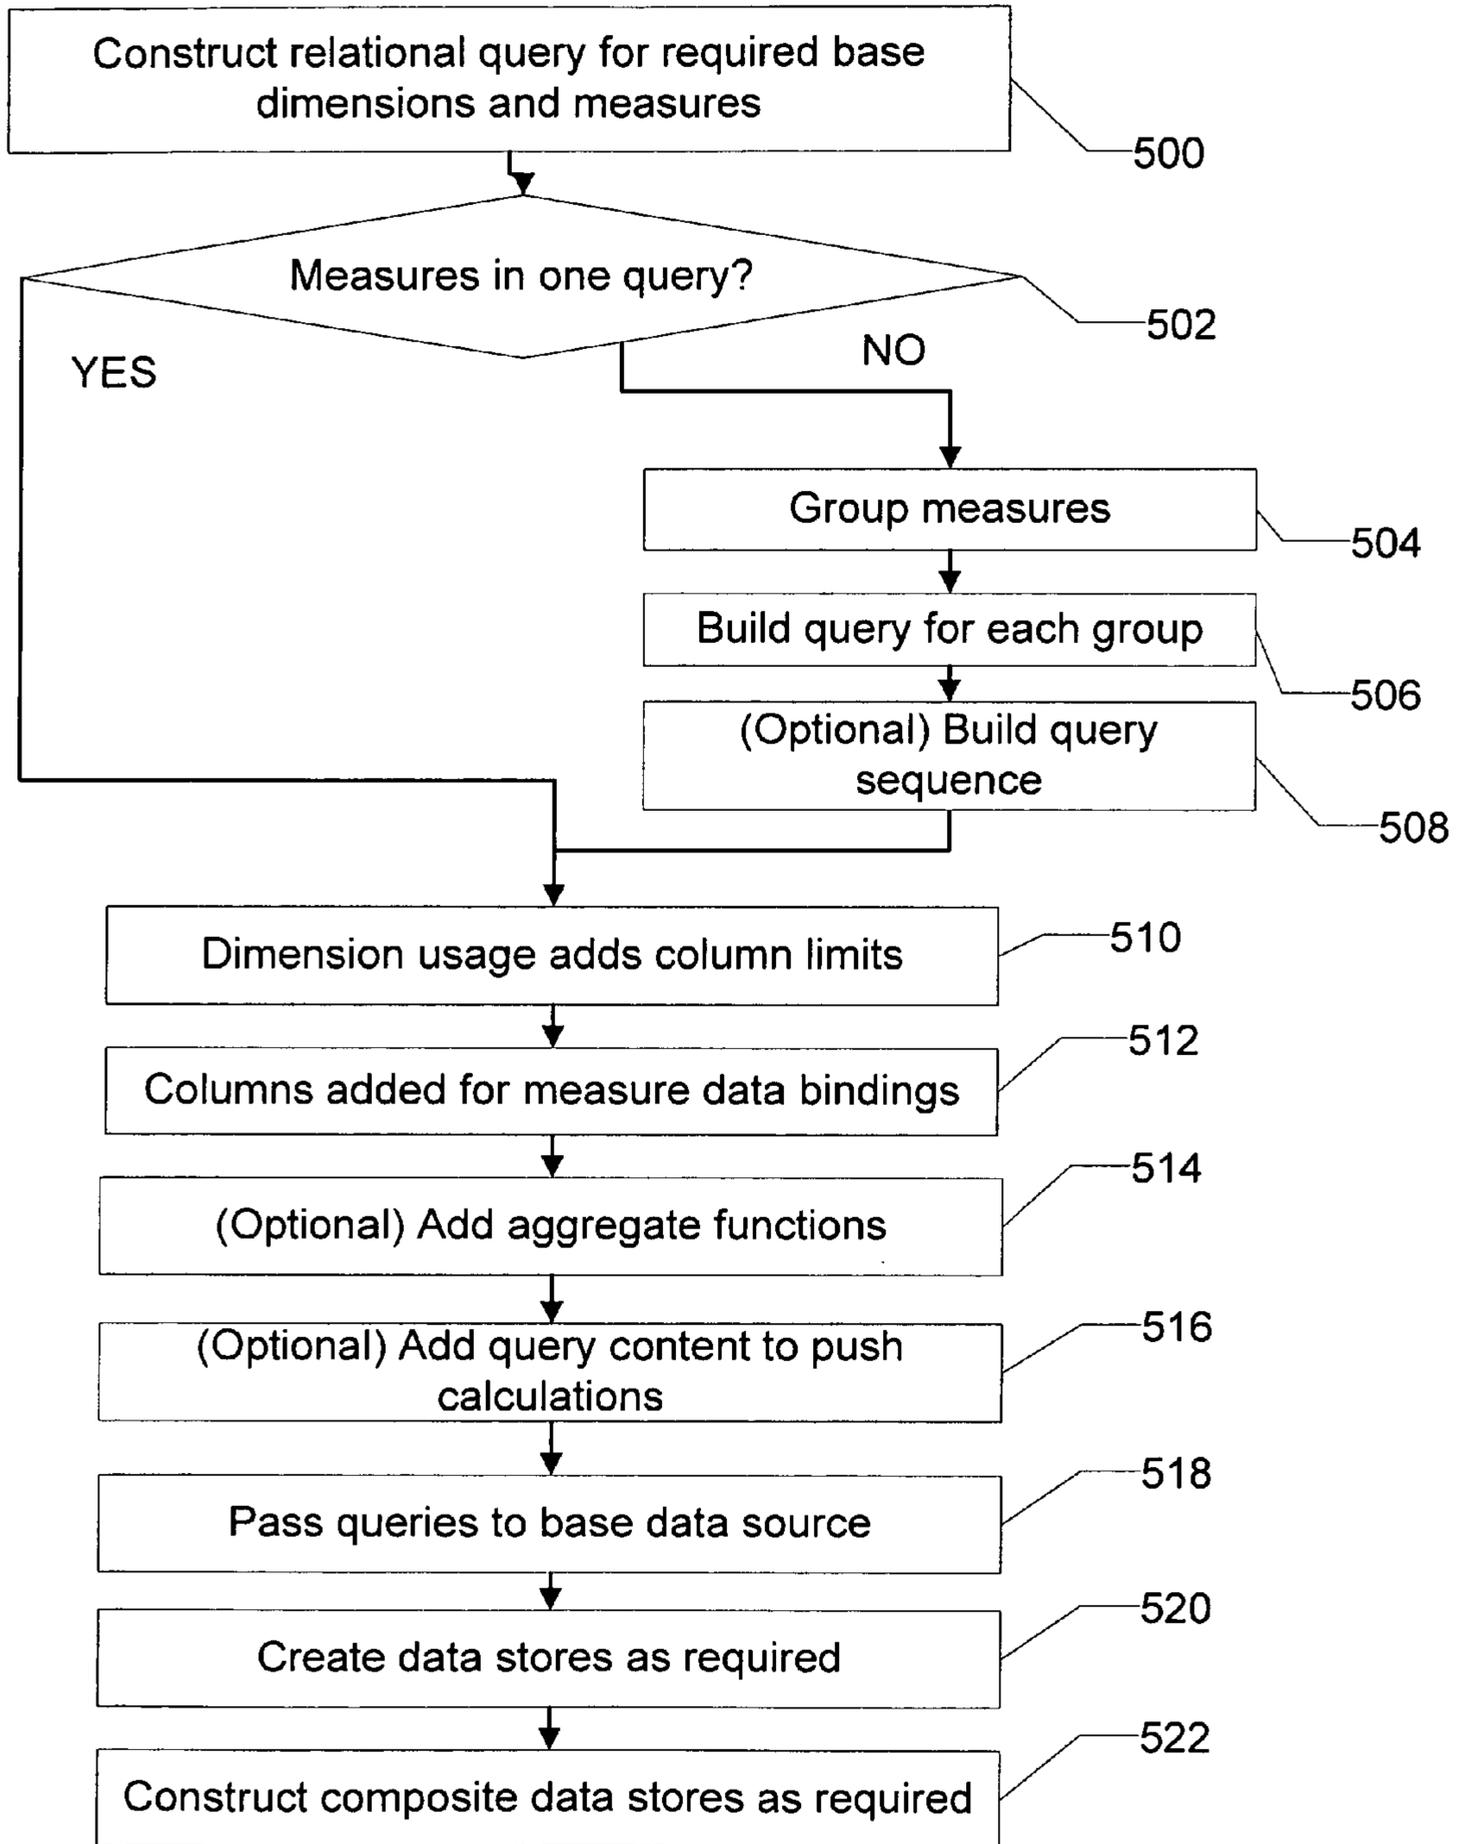 Construct relational query for required base
dimensions and measures
500
Measures in one query?
502
YES
NO
Group measures
504
Build query for each group
506
(Optional) Build query
sequence
508
Dimension usage adds column limits
510
Columns added for measure data bindings
512
(Optional) Add aggregate functions
514
(Optional) Add query content to push
calculations
516
Pass queries to base data source
518
Create data stores as required
520
Construct composite data stores as required
522